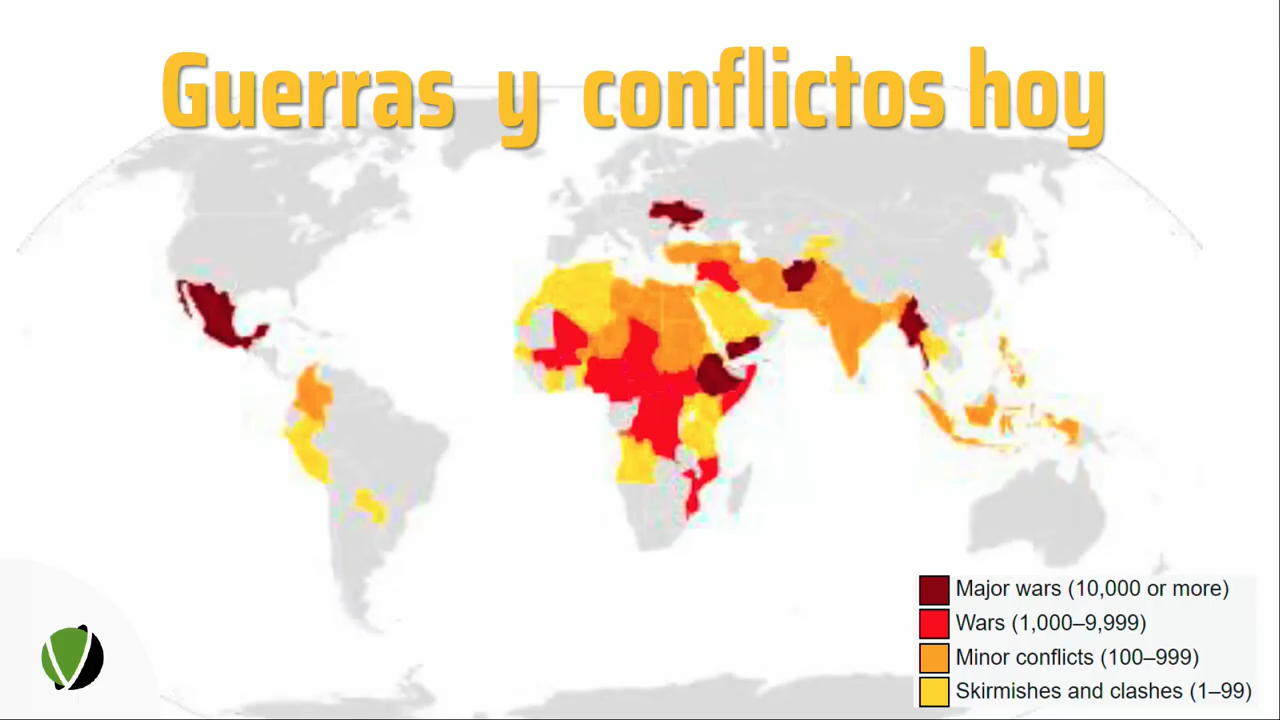 Guerras y conflictos hoy
Major wars (10,000 or more)
Wars (1,000–9,999)
Minor conflicts (100–999)
Skirmishes and clashes (1–99)